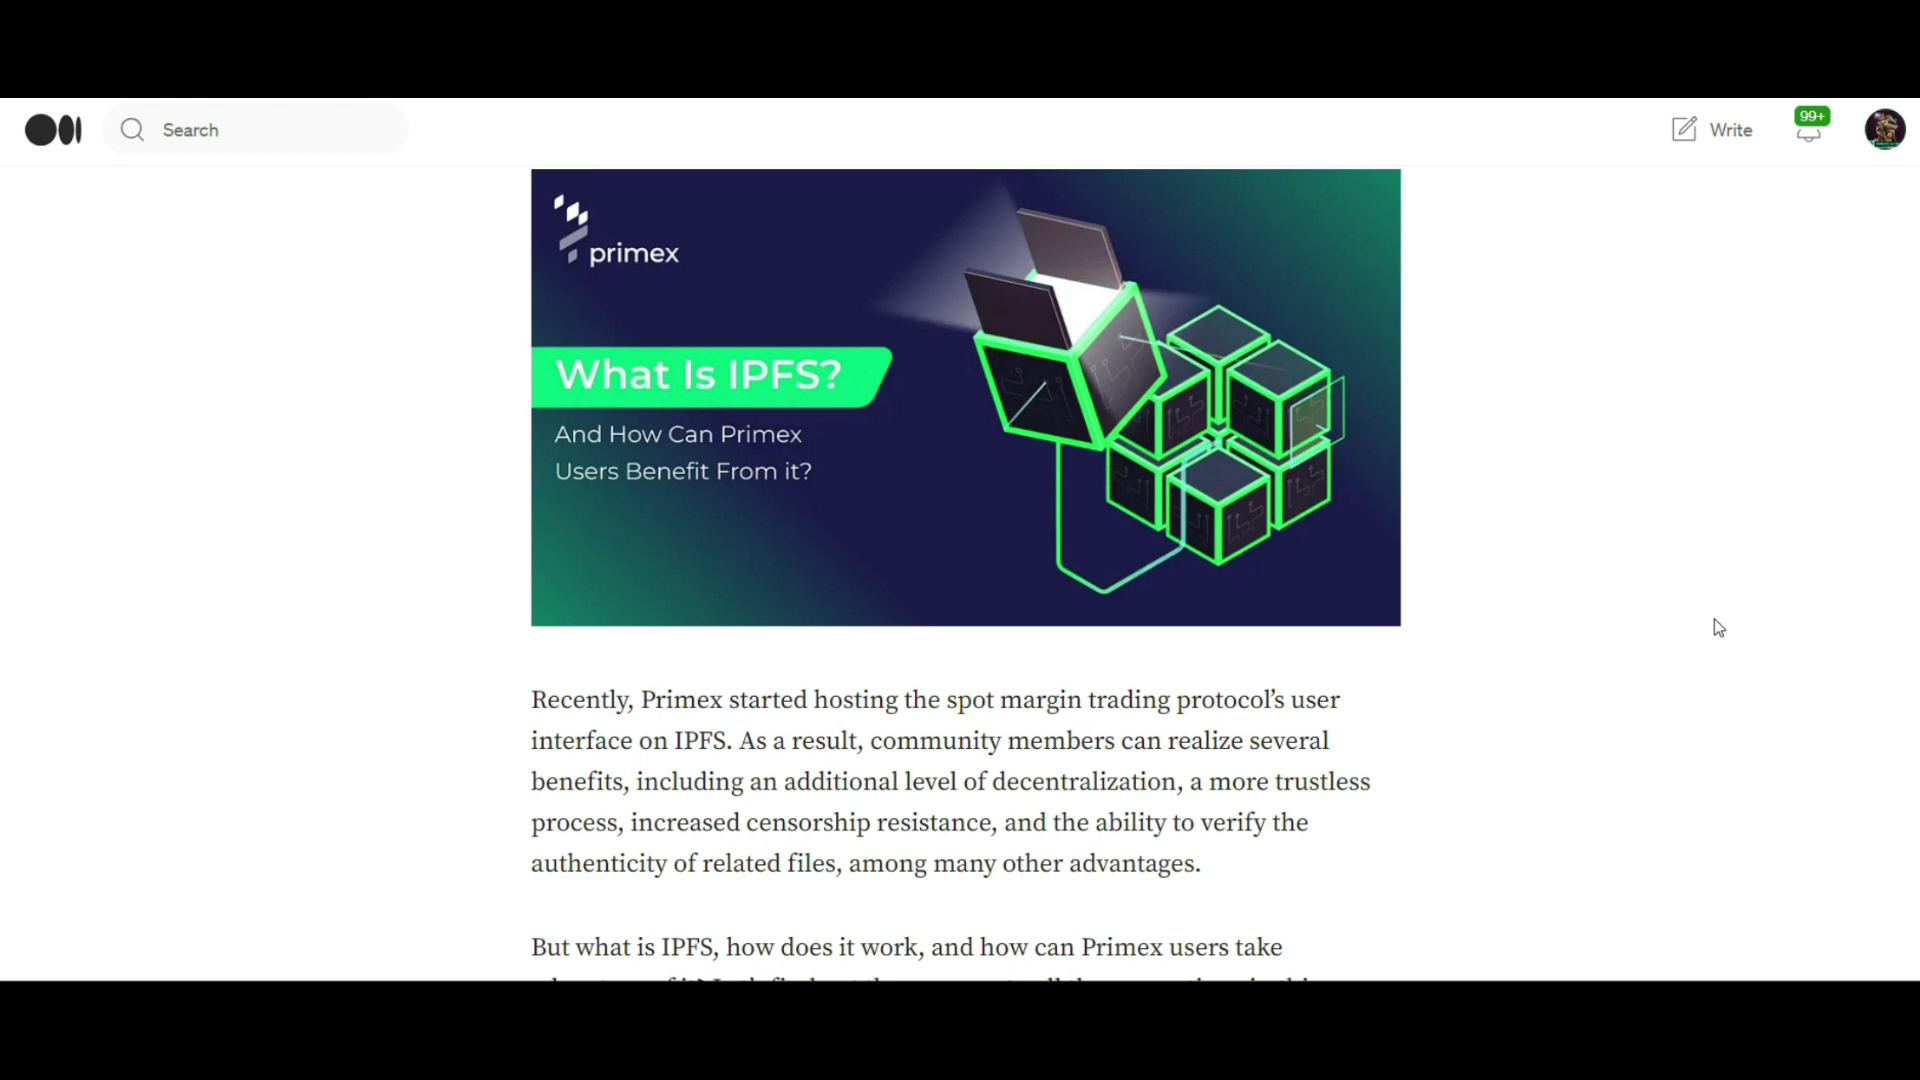 Search
Write
99+
primex
What Is IPFS?
And How Can Primex
Users Benefit From it?
Recently, Primex started hosting the spot margin trading protocol’s user
interface on IPFS. As a result, community members can realize several
benefits, including an additional level of decentralization, a more trustless
process, increased censorship resistance, and the ability to verify the
authenticity of related files, among many other advantages.
But what is IPFS, how does it work, and how can Primex users take